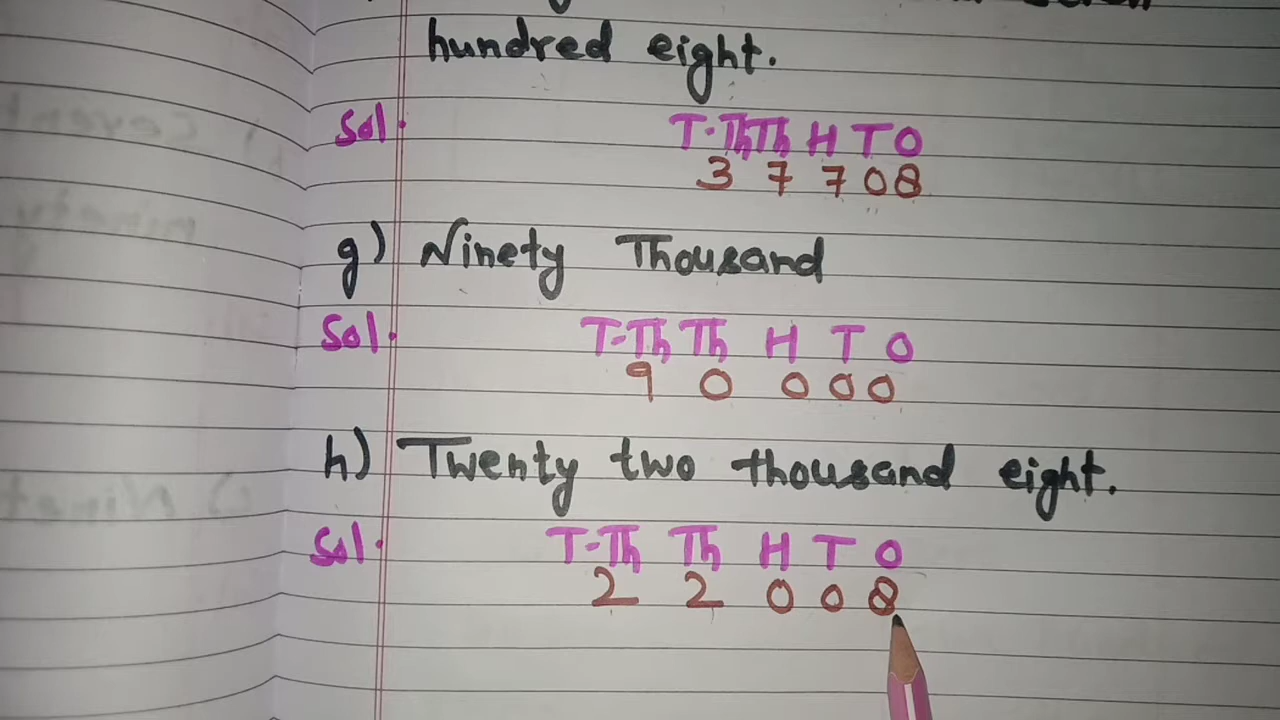 hundred eight.
Sol. T-Th Th H T O
3 7 7 0 8
g) Ninety Thousand
Sol. T-Th Th H T O
9 0 0 0 0
h) Twenty two thousand eight.
Sol. T-Th Th H T O
2 2 0 0 8